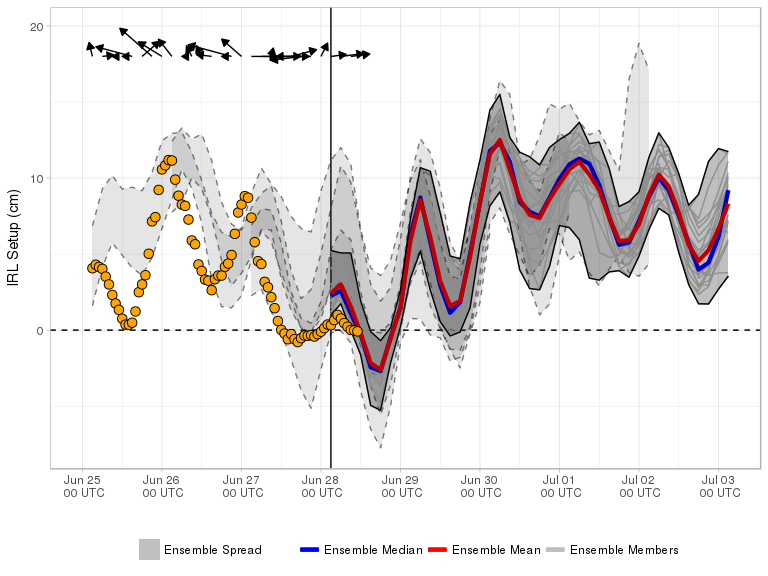 20
10
0
IRL Setup (cm)
Jun 25 Jun 26 Jun 27 Jun 28 Jun 29 Jun 30 Jul 01 Jul 02 Jul 03
00 UTC 00 UTC 00 UTC 00 UTC 00 UTC 00 UTC 00 UTC 00 UTC 00 UTC
Ensemble Spread Ensemble Median Ensemble Mean Ensemble Members